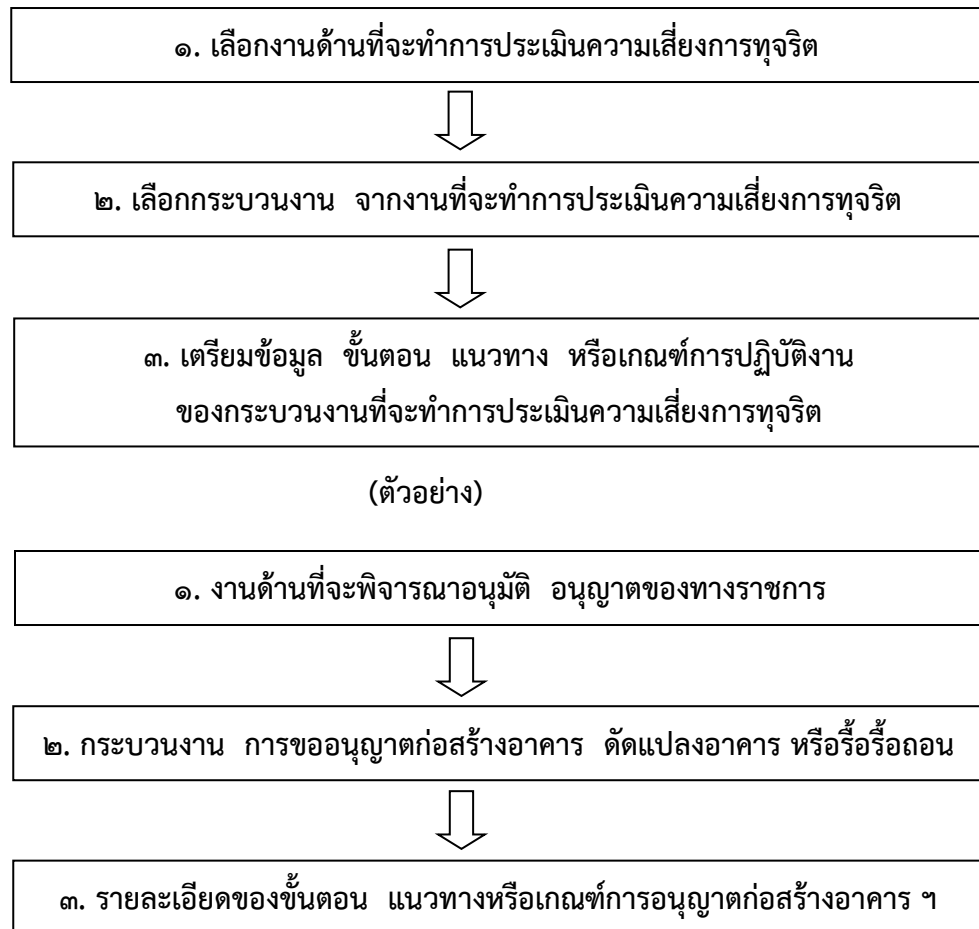 ๑. เลือกงานด้านที่จะทำการประเมินความเสี่ยงการทุจริต
๒. เลือกกระบวนงาน จากงานที่จะทำการประเมินความเสี่ยงการทุจริต
๓. เตรียมข้อมูล ขั้นตอน แนวทาง หรือเกณฑ์การปฏิบัติงาน
ของกระบวนงานที่จะทำการประเมินความเสี่ยงการทุจริต
(ตัวอย่าง)
๑. งานด้านที่จะพิจารณาอนุมัติ อนุญาตของทางราชการ
๒. กระบวนงาน การขออนุญาตก่อสร้างอาคาร ดัดแปลงอาคาร หรือรื้อรื้อถอน
๓. รายละเอียดของขั้นตอน แนวทางหรือเกณฑ์การอนุญาตก่อสร้างอาคาร ฯ